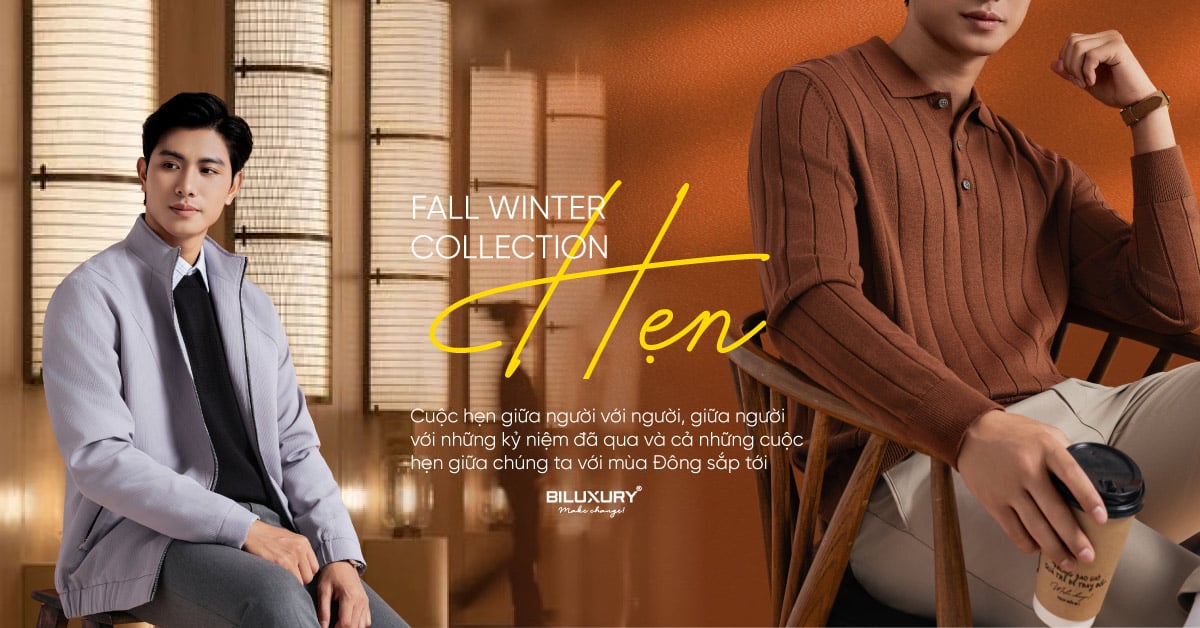 FALL WINTER
COLLECTION
Hẹn
Cuộc hẹn giữa người với người, giữa người
với những kỷ niệm đã qua và cả những cuộc
hẹn giữa chúng ta với mùa Đông sắp tới
BILUXURY®
Make change!